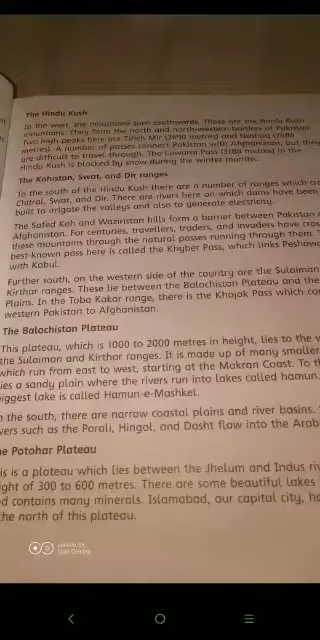 The Hindu Kush
In the west, the mountains turn southwards. These are the Hindu Kush
mountains. They form the north and north-western borders of Pakistan
Two high peaks here are Tirich Mir (7690 metres) and Noshaq (
metres). A number of passes connect Pakistan with Afghanistan, but they
are difficult to travel through. The Lowarai Pass (3188 metres) in the
Hindu Kush is blocked by snow during the winter months.
The Kohistan, Swat, and Dir ranges
To the south of the Hindu Kush there are a number of ranges which
Chitral, Swat, and Dir. There are rivers here on which dams have been
built to irrigate the valleys and also to generate electricity.
The Safed Koh and Waziristan hills form a barrier between Pakistan
Afghanistan. For centuries, travellers, traders, and invaders have
these mountains through the natural passes running through them.
best-known pass here is called the Khyber Pass, which links
with Kabul.
Further south, on the western side of the country are the Sulaiman
Kirthar ranges. These lie between the Balochistan Plateau and the
Plains. In the Toba Kakar range, there is the Khojak Pass which
western Pakistan to Afghanistan.
The Balochistan Plateau
This plateau, which is 1000 to 2000 metres in height, lies to the
the Sulaiman and Kirthar ranges. It is made up of many smaller
which run from east to west, starting at the Makran Coast. To
ies a sandy plain where the rivers run into lakes called hamun.
iggest lake is called Hamun-e-Mashkel.
n the south, there are narrow coastal plains and river basins.
vers such as the Porali, Hingol, and Dasht flow into the Arab
e Potohar Plateau
is is a plateau which lies between the Jhelum and Indus
ight of 300 to 600 metres. There are some beautiful lakes
d contains many minerals. Islamabad, our capital city,
the north of this plateau.